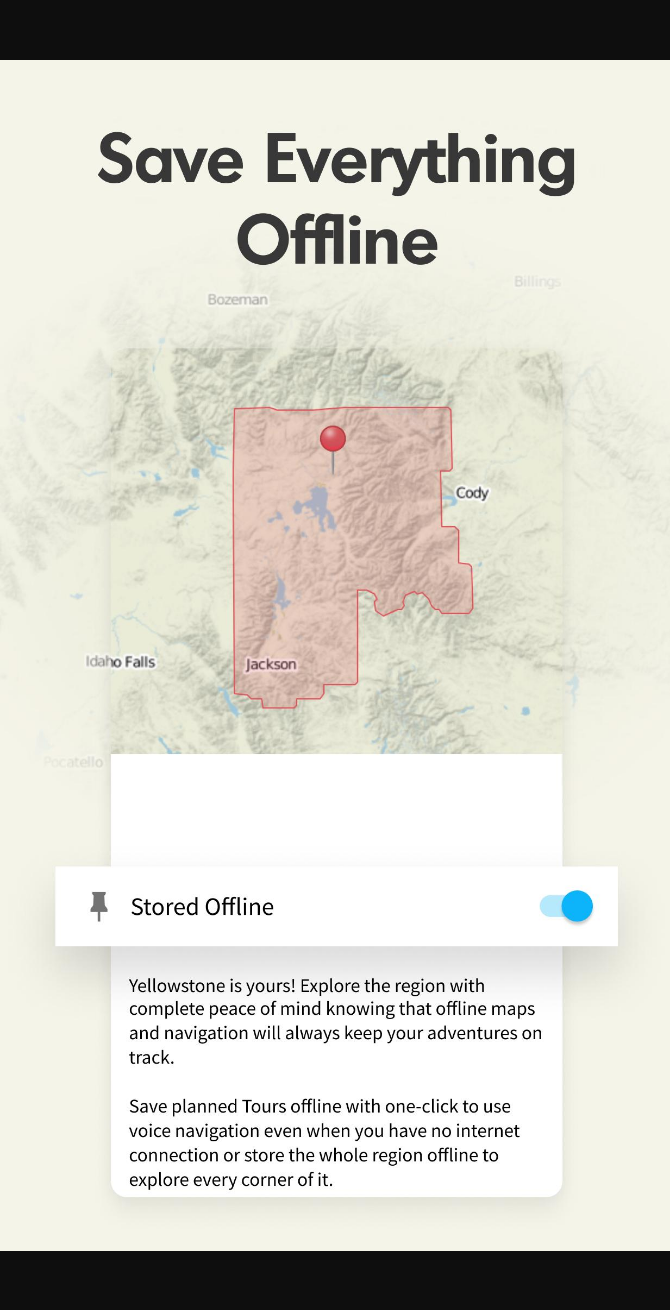 Save Everything
Offline
Billings
Bozeman
Cody
Idaho Falls
Jackson
Pocatello
Stored Offline
Yellowstone is yours! Explore the region with
complete peace of mind knowing that offline maps
and navigation will always keep your adventures on
track.
Save planned Tours offline with one-click to use
voice navigation even when you have no internet
connection or store the whole region offline to
explore every corner of it.